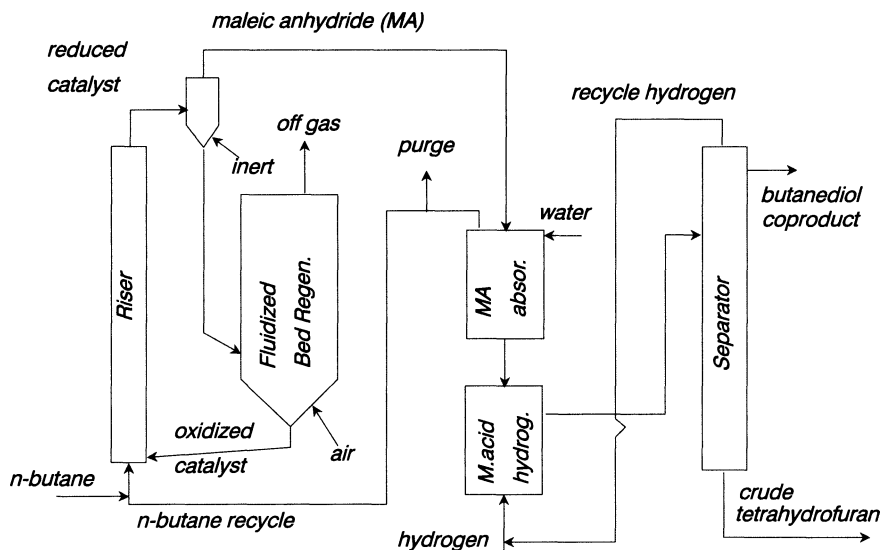 maleic anhydride (MA)
reduced
catalyst
recycle hydrogen
off gas
inert
purge
water
butanediol
coproduct
Riser
Fluidized
Bed Regen.
MA
absor.
Separator
M.acid
hydrog.
oxidized
catalyst
air
n-butane
n-butane recycle
hydrogen
crude
tetrahydrofuran